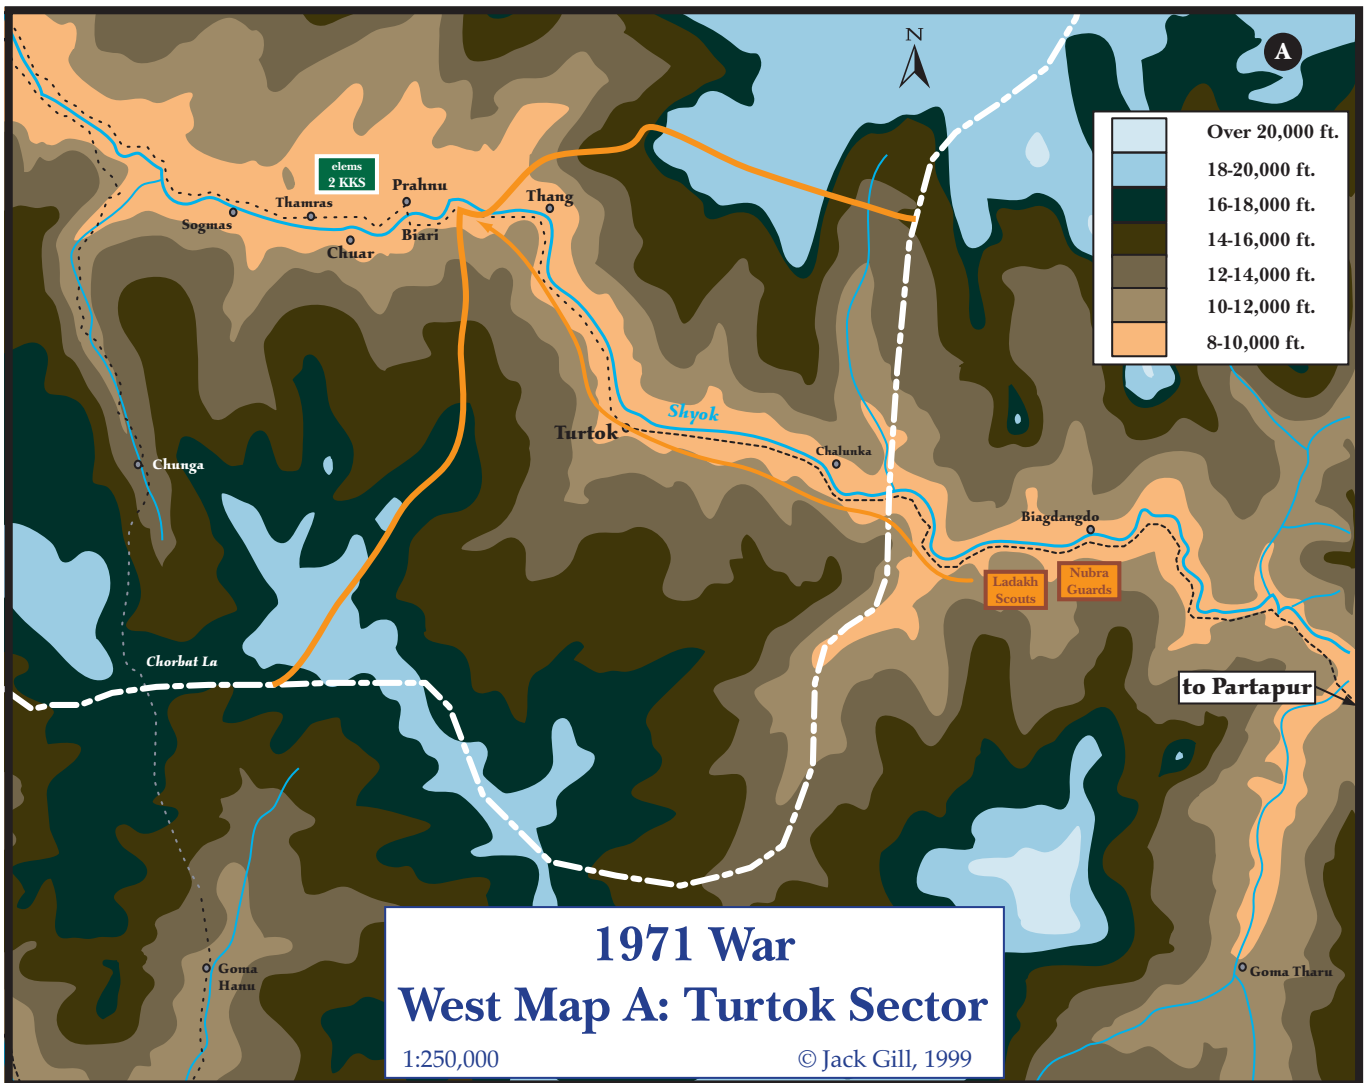 N
A
Over 20,000 ft.
18-20,000 ft.
16-18,000 ft.
14-16,000 ft.
12-14,000 ft.
10-12,000 ft.
8-10,000 ft.
elems
2 KKS
Prahnu
Thamras
Thang
Sogmas
Biari
Chuar
Shyok
Turtok
Chalunka
Chunga
Biagdangdo
Ladakh
Scouts
Nubra
Guards
Chorbat La
to Partapur
Goma
Hanu
Goma Tharu
1971 War
West Map A: Turtok Sector
1:250,000
© Jack Gill, 1999